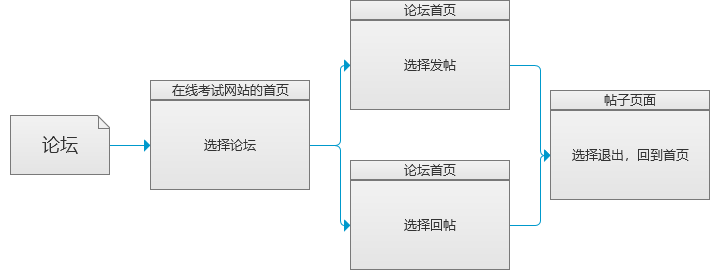 论坛
在线考试网站的首页
选择论坛
论坛首页
选择发帖
论坛首页
选择回帖
帖子页面
选择退出，回到首页